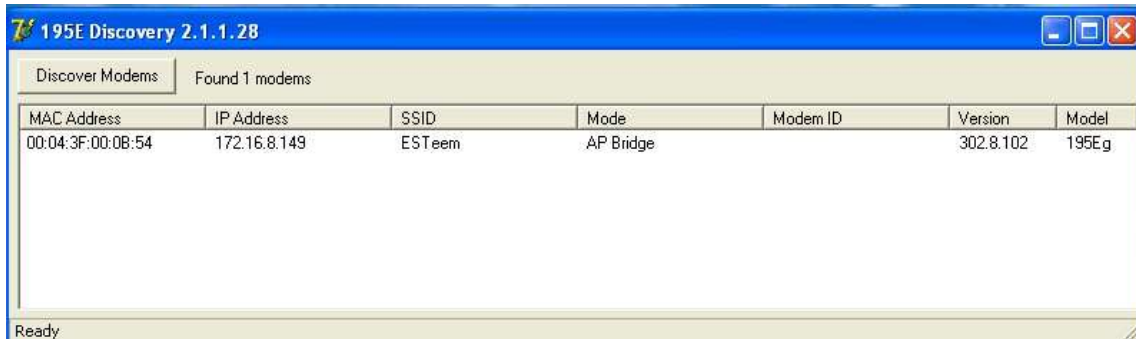 195E Discovery 2.1.1.28
Discover Modems Found 1 modems
MAC Address IP Address SSID Mode Modem ID Version Model
00:04:3F:00:0B:54 172.16.8.149 ESTeem AP Bridge 302.8.102 195Eg
Ready